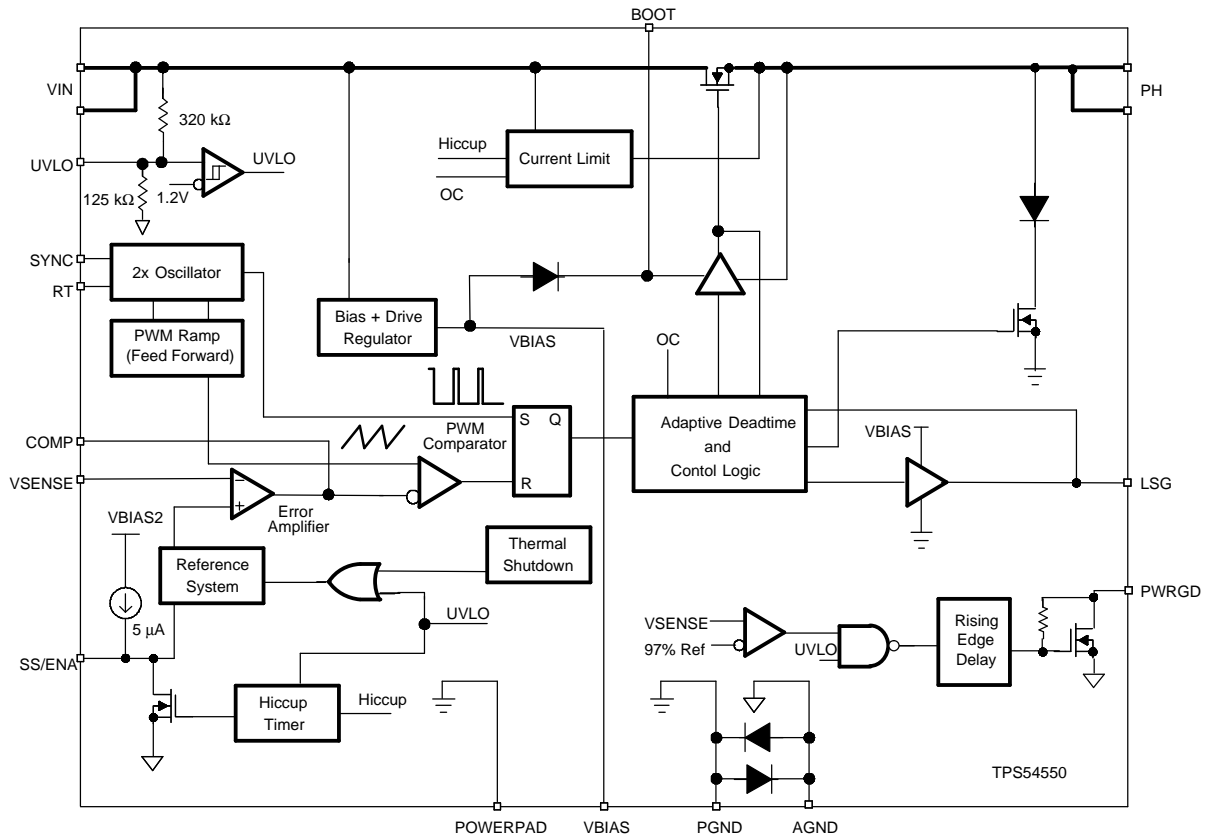 BOOT
VIN
PH
320 kΩ
Hiccup
Current Limit
OC
UVLO
UVLO
125 kΩ
1.2V
SYNC
2x Oscillator
RT
Bias + Drive
Regulator
VBIAS
PWM Ramp
(Feed Forward)
OC
S Q
R
PWM
Comparator
Adaptive Deadtime
and
Contol Logic
VBIAS
COMP
VSENSE
LSG
Error
Amplifier
VBIAS2
Reference
System
Thermal
Shutdown
5 µA
UVLO
SS/ENA
PWRGD
VSENSE
97% Ref
UVLO
Rising
Edge
Delay
Hiccup
Timer
Hiccup
TPS54550
POWERPAD
VBIAS
PGND
AGND